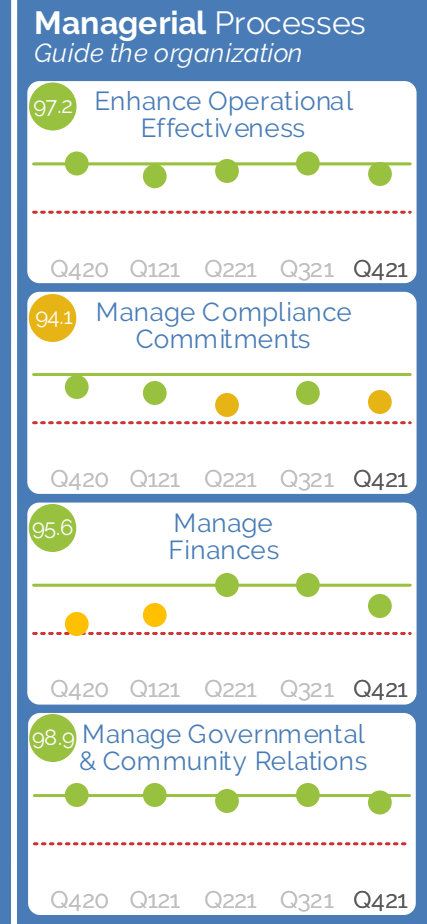 Managerial Processes
Guide the organization
97.2
Enhance Operational
Effectiveness
Q420 Q121 Q221 Q321 Q421
94.1
Manage Compliance
Commitments
Q420 Q121 Q221 Q321 Q421
95.6
Manage
Finances
Q420 Q121 Q221 Q321 Q421
98.9
Manage Governmental
& Community Relations
Q420 Q121 Q221 Q321 Q421